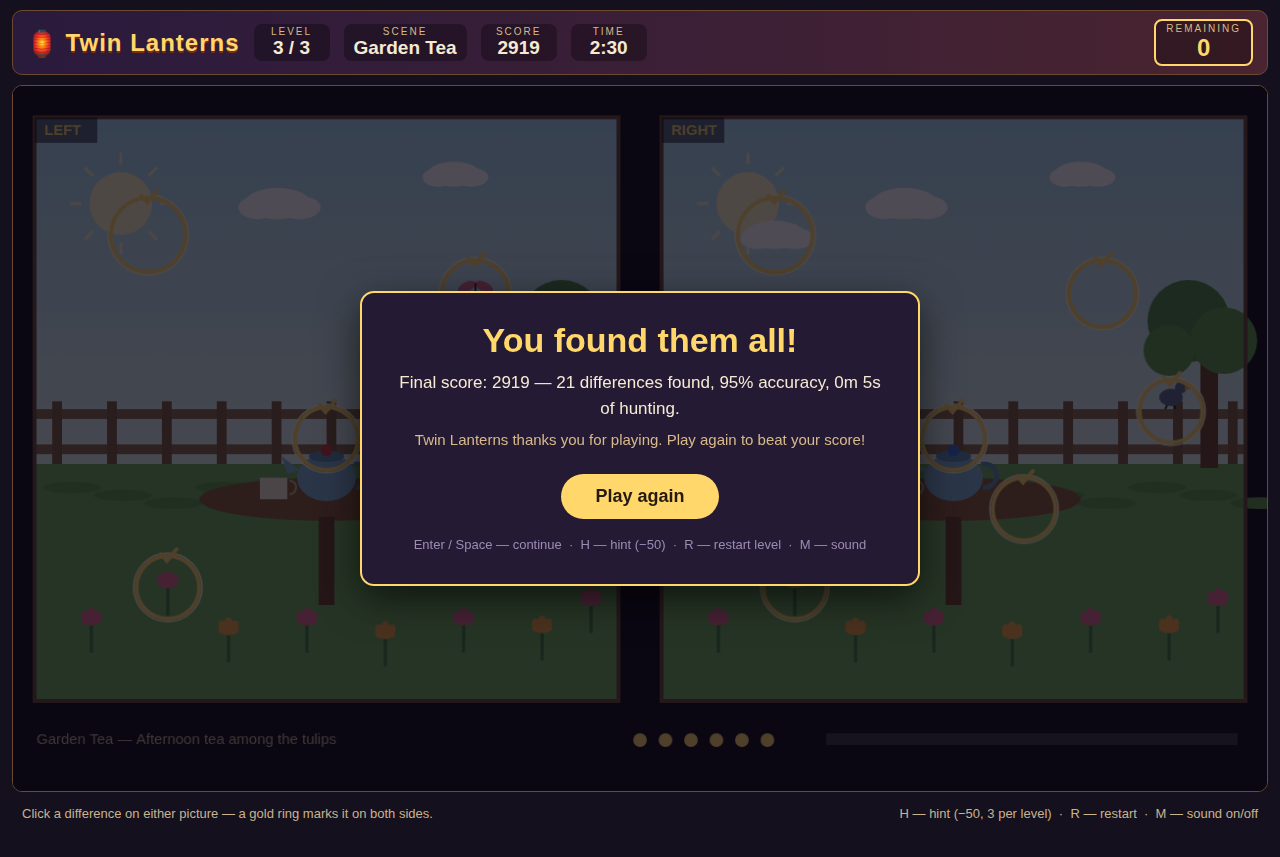 Twin Lanterns
LEVEL
3 / 3
SCENE
Garden Tea
SCORE
2919
TIME
2:30
REMAINING
0
LEFT
RIGHT
You found them all!
Final score: 2919 — 21 differences found, 95% accuracy, 0m 5s
of hunting.
Twin Lanterns thanks you for playing. Play again to beat your score!
Play again
Enter / Space — continue · H — hint (−50) · R — restart level · M — sound
Garden Tea — Afternoon tea among the tulips
Click a difference on either picture — a gold ring marks it on both sides.
H — hint (−50, 3 per level) · R — restart · M — sound on/off